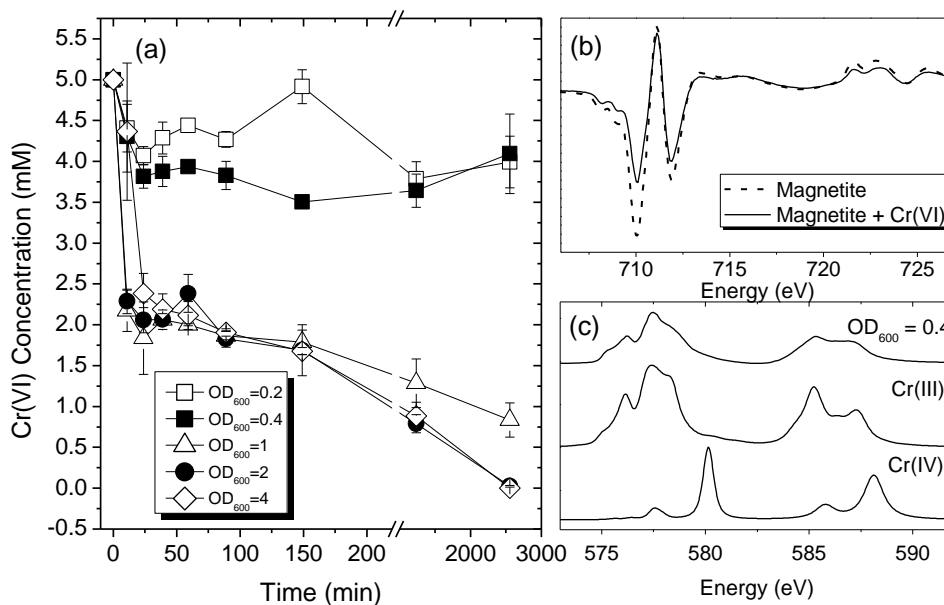 (a)
Cr(VI) Concentration (mM)
5.5
5.0
4.5
4.0
3.5
3.0
2.5
2.0
1.5
1.0
0.5
0.0
-0.5
OD600=0.2
OD600=0.4
OD600=1
OD600=2
OD600=4
0 50 100 150 2000 3000
Time (min)
(b)
Magnetite
Magnetite + Cr(VI)
710 715 720 725
Energy (eV)
(c)
OD600 = 0.4
Cr(III)
Cr(IV)
575 580 585 590
Energy (eV)